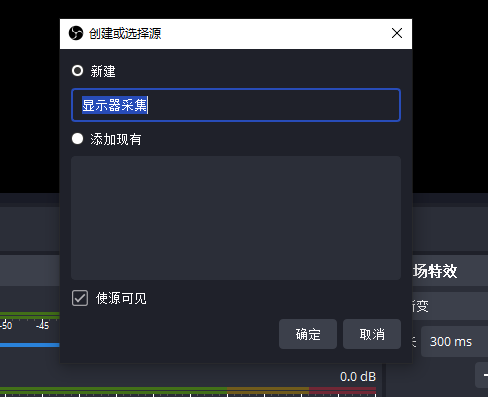 创建或选择源
新建
显示器采集
添加现有
使源可见
确定
取消
场特效
变
300 ms
-50
-45
0.0 dB